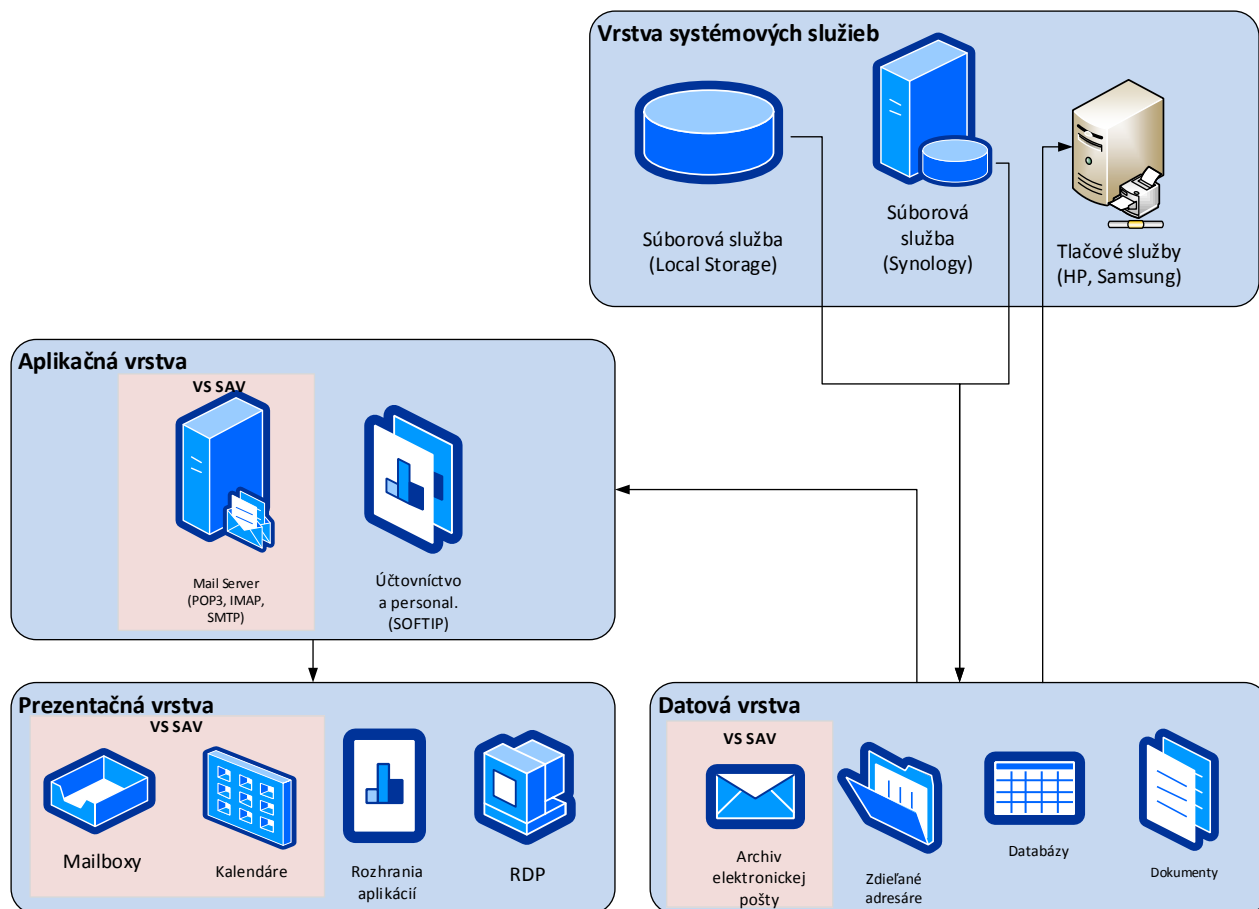 Vrstva systémových služieb
Súborová služba
(Local Storage)
Súborová
služba
(Synology)
Tlačové služby
(HP, Samsung)
Aplikačná vrstva
VS SAV
Mail Server
(POP3, IMAP,
SMTP)
Účtovníctvo
a personal.
(SOFTIP)
Prezentačná vrstva
VS SAV
Mailboxy
Kalendáre
Rozhrania
aplikácií
RDP
Datová vrstva
VS SAV
Archiv
elektronickej
pošty
Zdieľané
adresáre
Databázy
Dokumenty